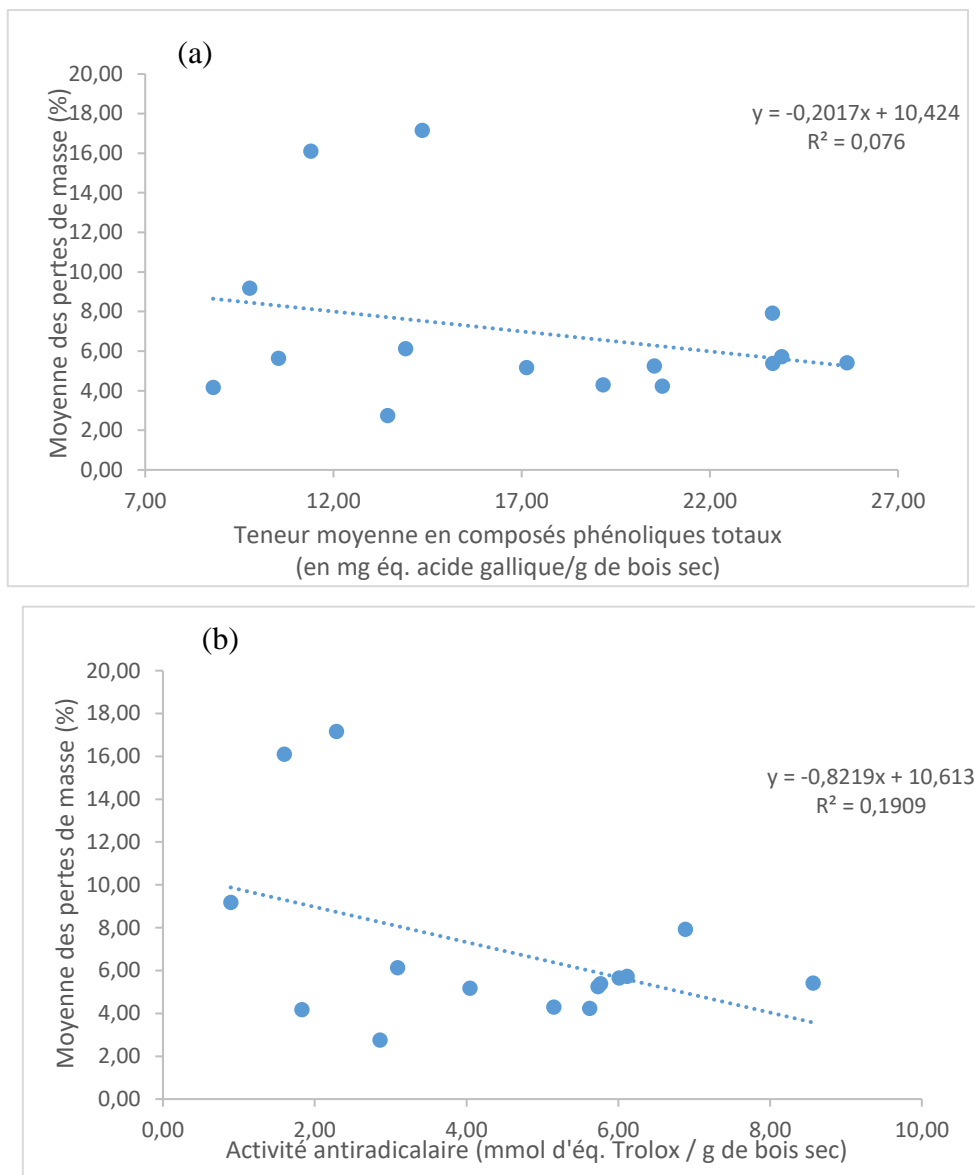 (a)
20,00
18,00
16,00
14,00
12,00
10,00
8,00
6,00
4,00
2,00
0,00
Moyenne des pertes de masse (%)
y = -0,2017x + 10,424
R² = 0,076
7,00 12,00 17,00 22,00 27,00
Teneur moyenne en composés phénoliques totaux
(en mg éq. acide gallique/g de bois sec)
(b)
20,00
18,00
16,00
14,00
12,00
10,00
8,00
6,00
4,00
2,00
0,00
Moyenne des pertes de masse (%)
y = -0,8219x + 10,613
R² = 0,1909
0,00 2,00 4,00 6,00 8,00 10,00
Activité antiradicalaire (mmol d'éq. Trolox / g de bois sec)